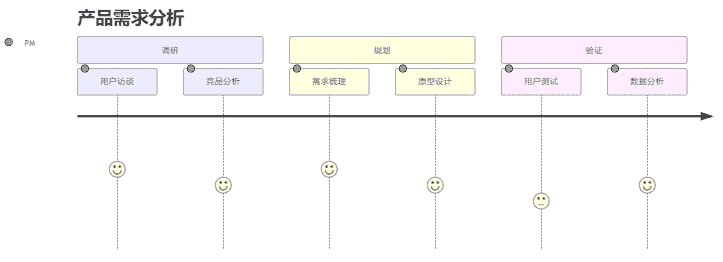 产品需求分析
PM
调研
规划
验证
用户访谈
竞品分析
需求梳理
原型设计
用户测试
数据分析